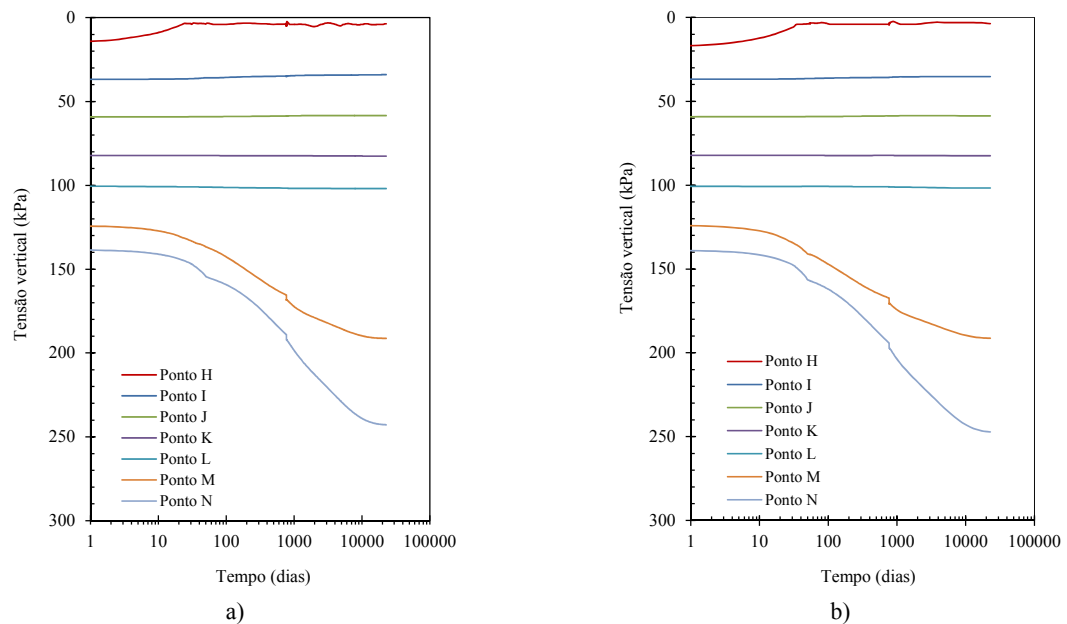 0
50
100
150
200
250
300
Tensão vertical (kPa)
Ponto H
Ponto I
Ponto J
Ponto K
Ponto L
Ponto M
Ponto N
1 10 100 1000 10000 100000
Tempo (dias)
a)
0
50
100
150
200
250
300
Tensão vertical (kPa)
Ponto H
Ponto I
Ponto J
Ponto K
Ponto L
Ponto M
Ponto N
1 10 100 1000 10000 100000
Tempo (dias)
b)